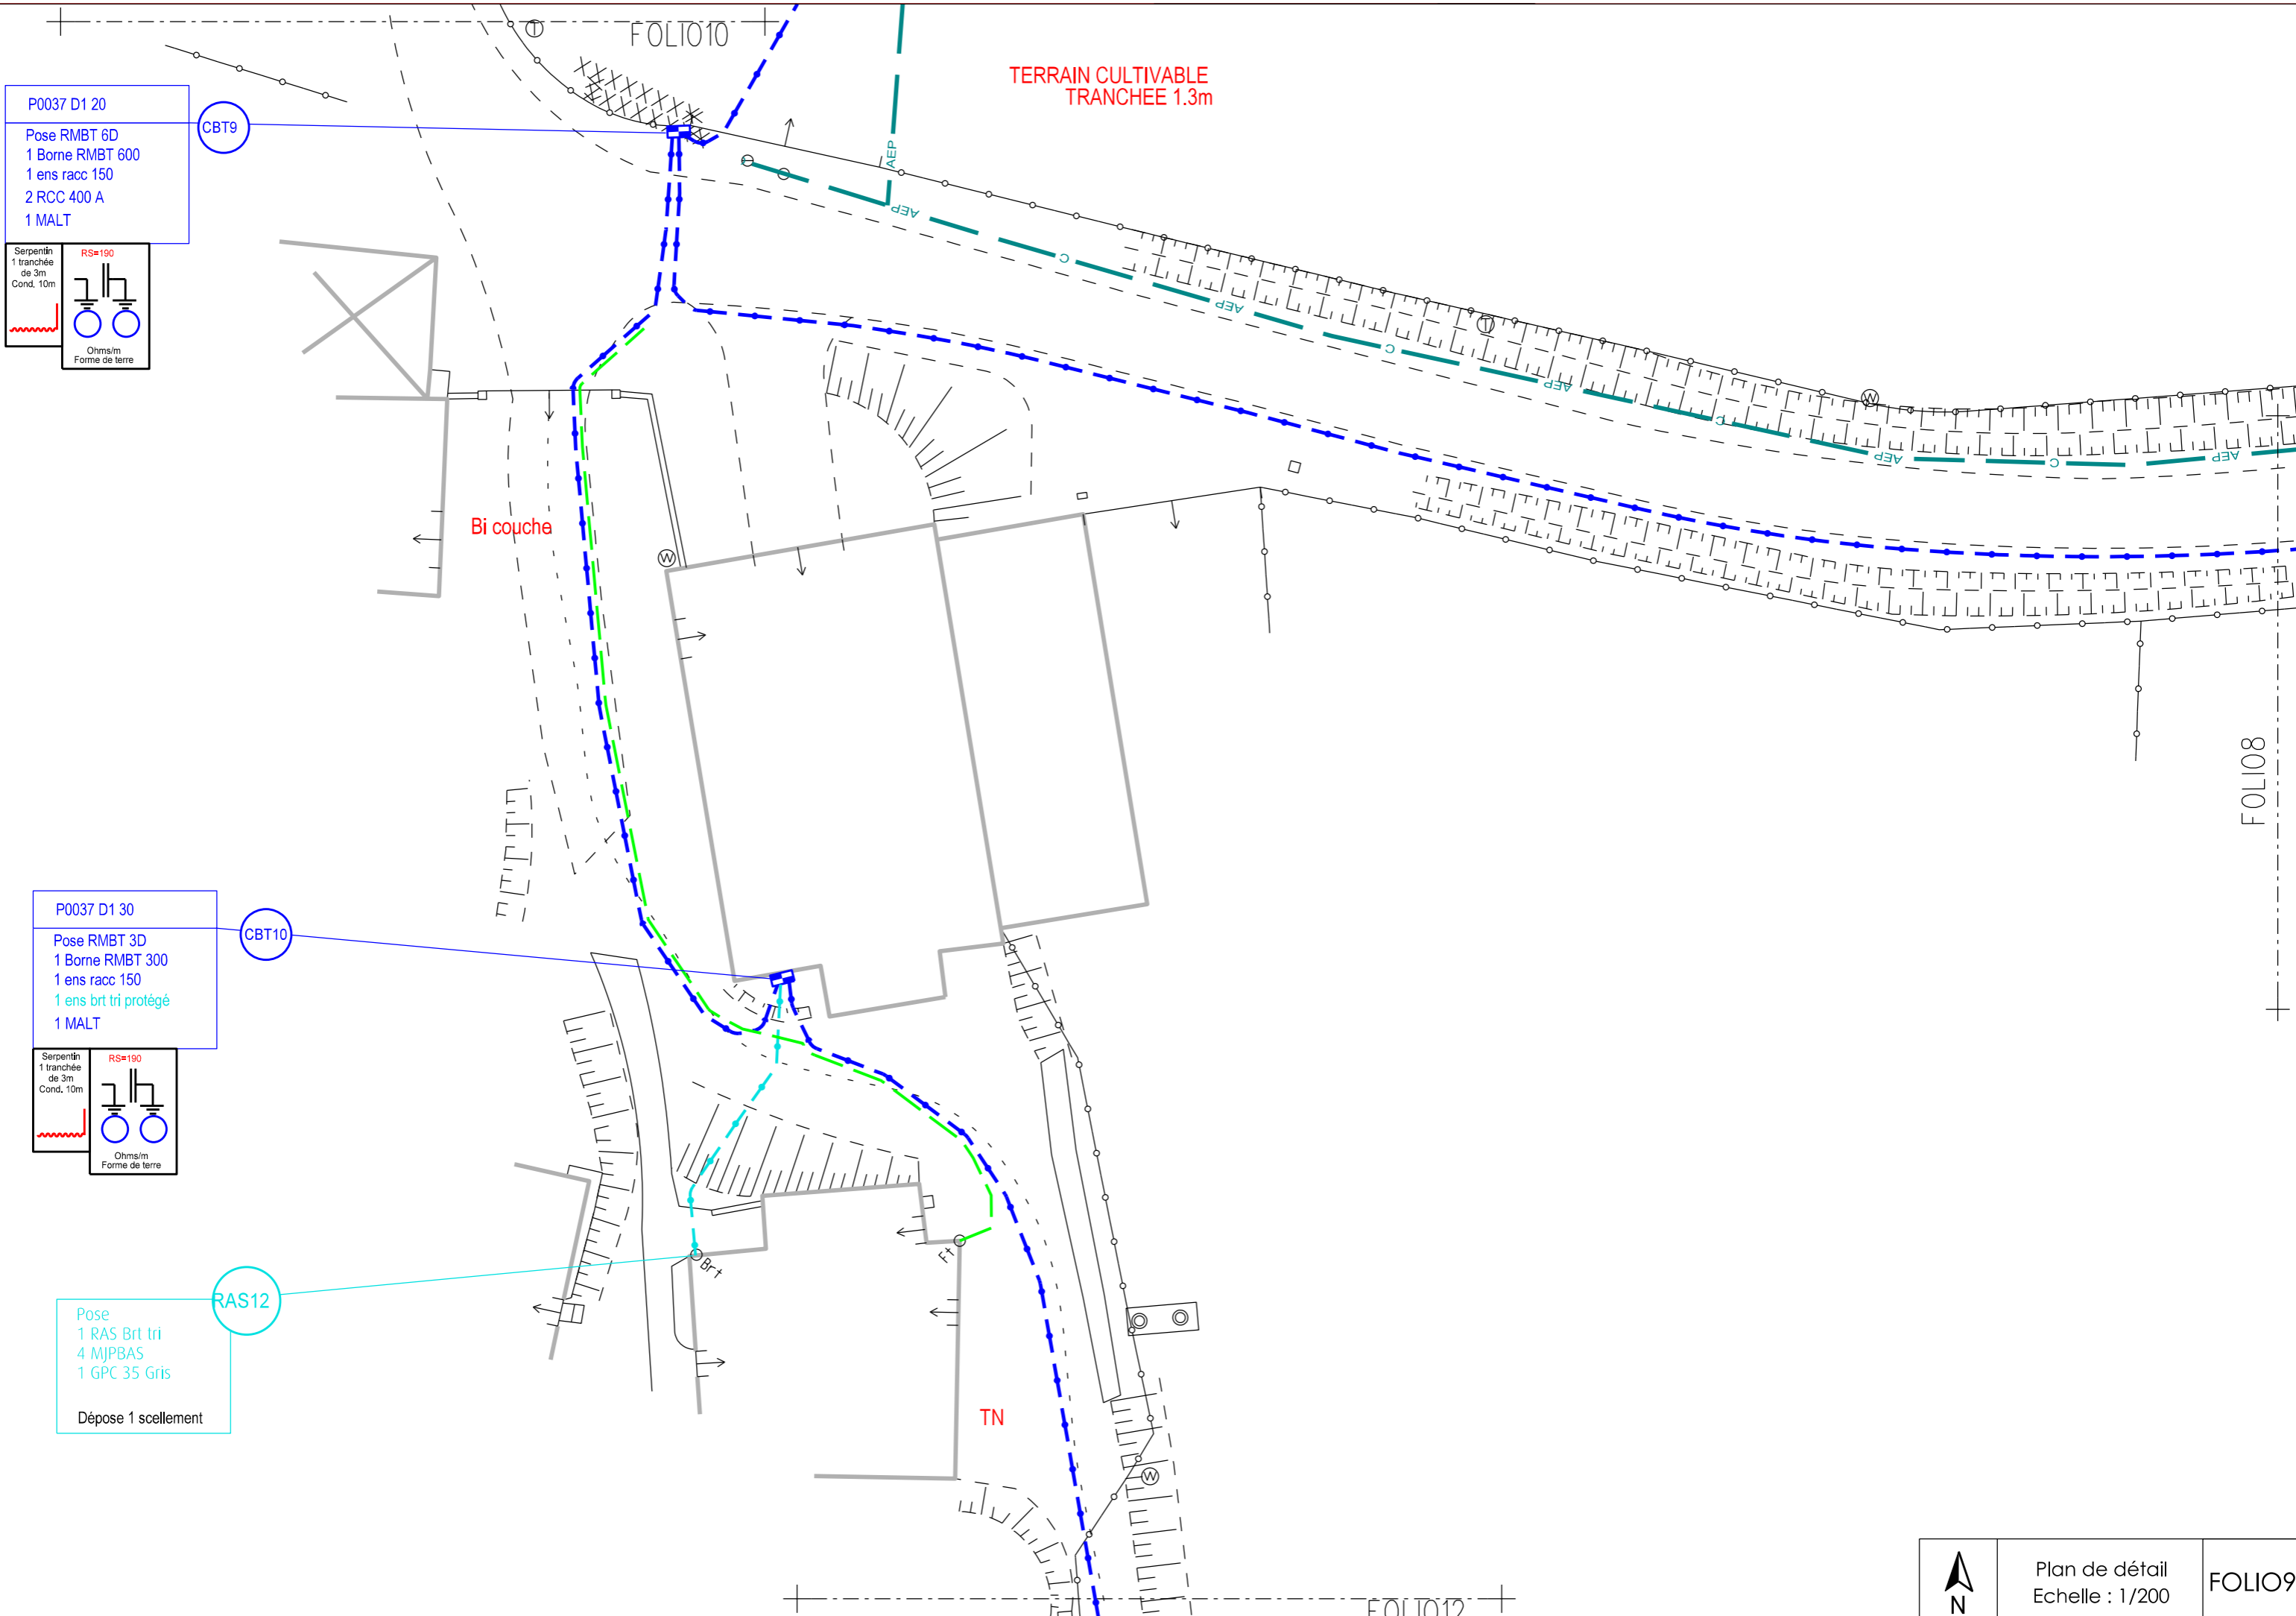 FOLIO10
TERRAIN CULTIVABLE
TRANCHEE 1.3m
P0037 D1 20
CBT9
Pose RMBT 6D
1 Borne RMBT 600
1 ens racc 150
2 RCC 400 A
1 MALT
Serpentin
1 tranchée
de 3m
Cond. 10m
RS=190
Ohms/m
Forme de terre
T
AEP
AEP
C
AEP
T
C
AEP
W
C
AEP
C
AEP
Bi couche
W
FOLIO8
P0037 D1 30
CBT10
Pose RMBT 3D
1 Borne RMBT 300
1 ens racc 150
1 ens brt tri protégé
1 MALT
Serpentin
1 tranchée
de 3m
Cond. 10m
RS=190
Ohms/m
Forme de terre
Ft
Brt
RAS12
Pose
1 RAS Brt tri
4 MJPBAS
1 GPC 35 Gris
Dépose 1 scellement
TN
W
N
Plan de détail
Echelle : 1/200
FOLIO9
FOLIO12